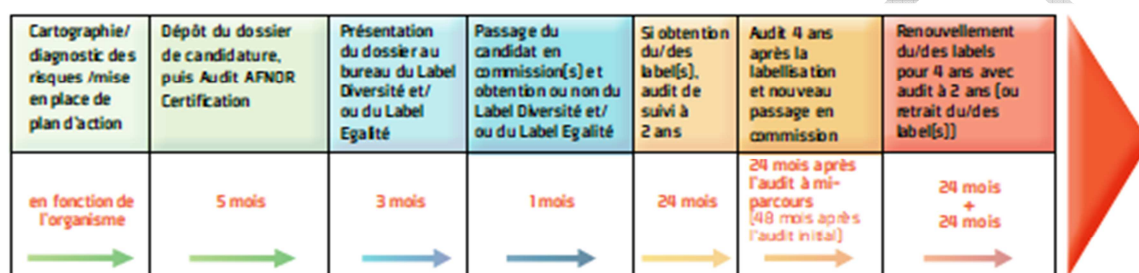 Cartographie/
diagnostic des
risques /mise
en place de
plan d'action
Dépôt du dossier
de candidature,
puis Audit AFNOR
Certification
Présentation
du dossier au
bureau du Label
Diversité et/
ou du Label
Egalité
Passage du
candidat en
commission(s) et
obtention ou non du
Label Diversité et/
ou du Label Egalité
Si obtention
du/des
label(s),
audit de
suivi à
2 ans
Audit 4 ans
après la
labellisation
et nouveau
passage en
commission
Renouvellement
du/des labels
pour 4 ans avec
audit à 2 ans (ou
retrait du/des
label(s))
en fonction de
l'organisme
5 mois
3 mois
1 mois
24 mois
24 mois après
l'audit à mi-
parcours
(48 mois après
l'audit initial)
24 mois
+
24 mois